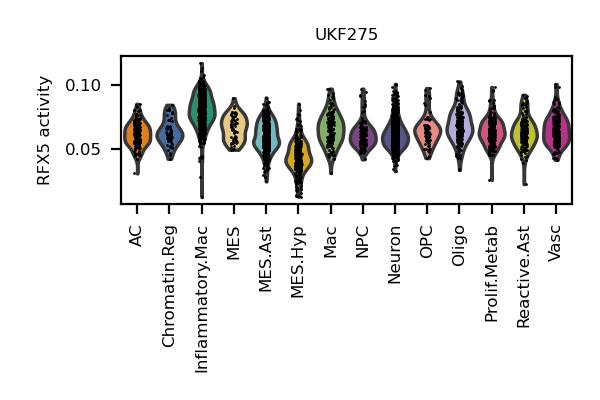 UKF275
RFX5 activity
0.10
0.05
AC
Chromatin.Reg
Inflammatory.Mac
MES
MES.Ast
MES.Hyp
Mac
NPC
Neuron
OPC
Oligo
Prolif.Metab
Reactive.Ast
Vasc